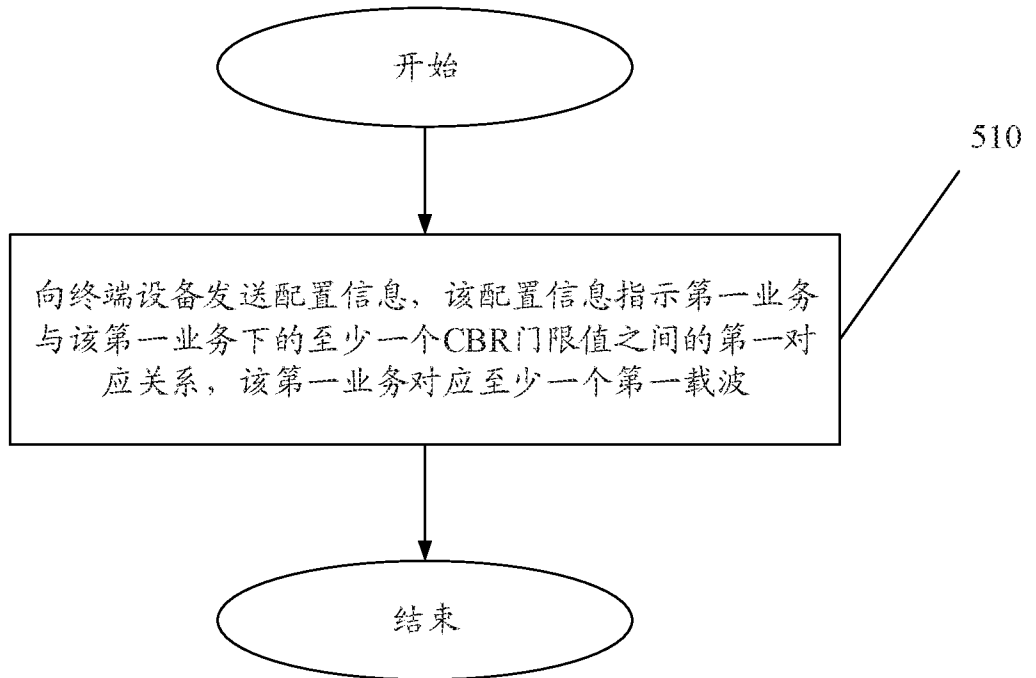 开始
510
向终端设备发送配置信息，该配置信息指示第一业务
与该第一业务下的至少一个CBR门限值之间的第一对
应关系，该第一业务对应至少一个第一载波
结束